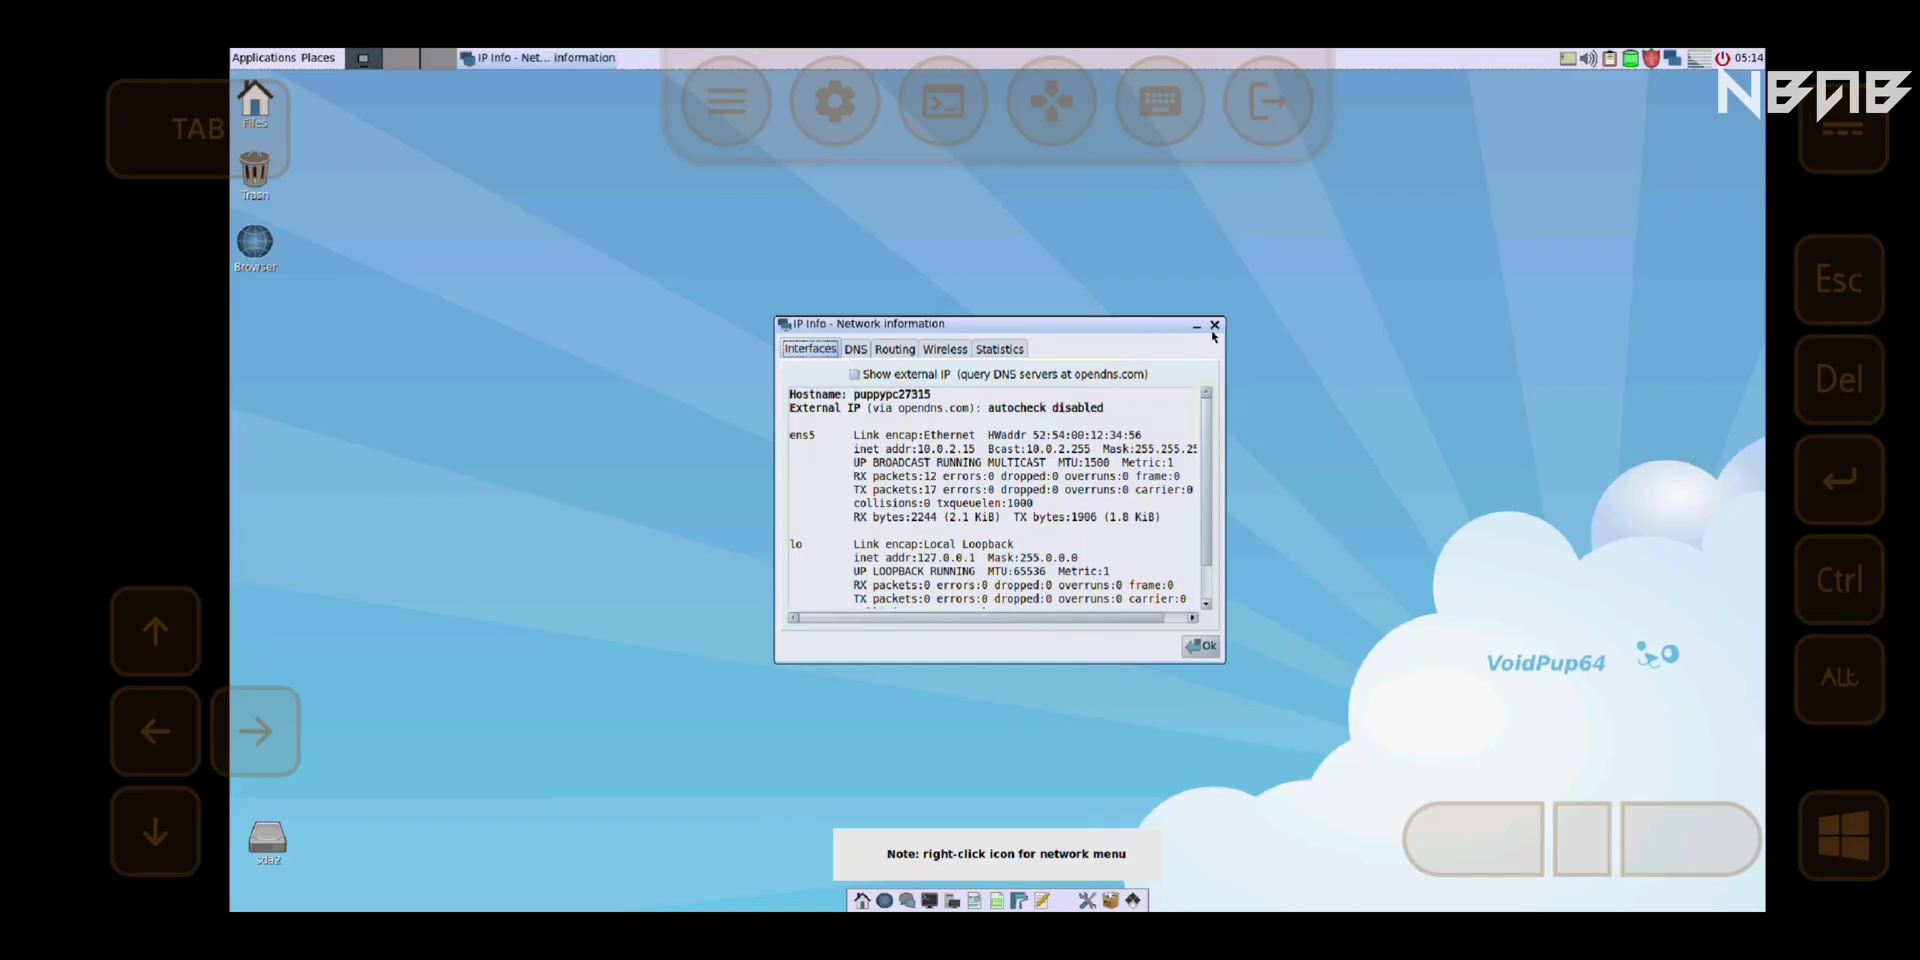 Applications Places
IP Info - Net... information
05:14
NBNB
TAB
Files
Trash
Browser
Esc
Del
Ctrl
Alt
IP Info - Network information
Interfaces DNS Routing Wireless Statistics
Show external IP (query DNS servers at opendns.com)
Hostname: puppypc27315
External IP (via opendns.com): autocheck disabled
ens5 Link encap:Ethernet HWaddr 52:54:00:12:34:56
inet addr:10.0.2.15 Bcast:10.0.2.255 Mask:255.255.25
UP BROADCAST RUNNING MULTICAST MTU:1500 Metric:1
RX packets:12 errors:0 dropped:0 overruns:0 frame:0
TX packets:17 errors:0 dropped:0 overruns:0 carrier:0
collisions:0 txqueuelen:1000
RX bytes:2244 (2.1 KiB) TX bytes:1906 (1.8 KiB)
lo Link encap:Local Loopback
inet addr:127.0.0.1 Mask:255.0.0.0
UP LOOPBACK RUNNING MTU:65536 Metric:1
RX packets:0 errors:0 dropped:0 overruns:0 frame:0
TX packets:0 errors:0 dropped:0 overruns:0 carrier:0
Ok
VoidPup64
sda2
Note: right-click icon for network menu